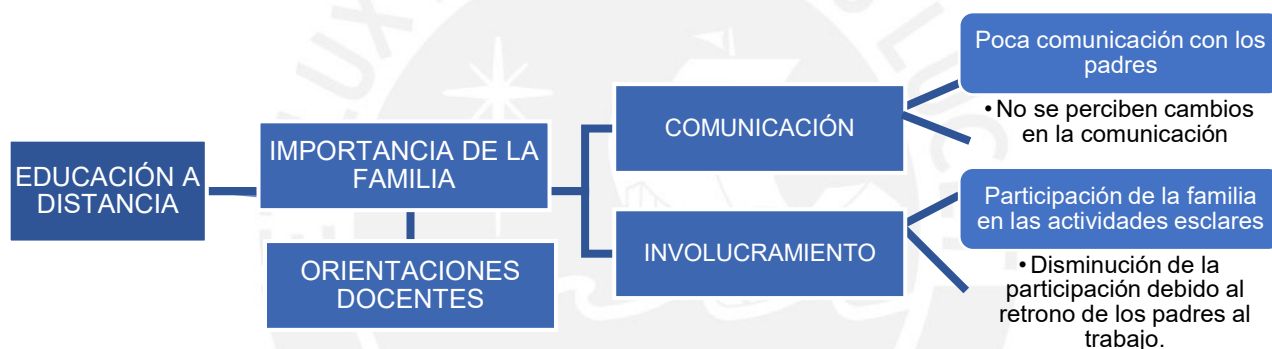 EDUCACIÓN A
DISTANCIA
IMPORTANCIA DE LA
FAMILIA
ORIENTACIONES
DOCENTES
COMUNICACIÓN
Poca comunicación con los
padres
• No se perciben cambios
en la comunicación
INVOLUCRAMIENTO
Participación de la familia
en las actividades esclares
• Disminución de la
participación debido al
retrono de los padres al
trabajo.